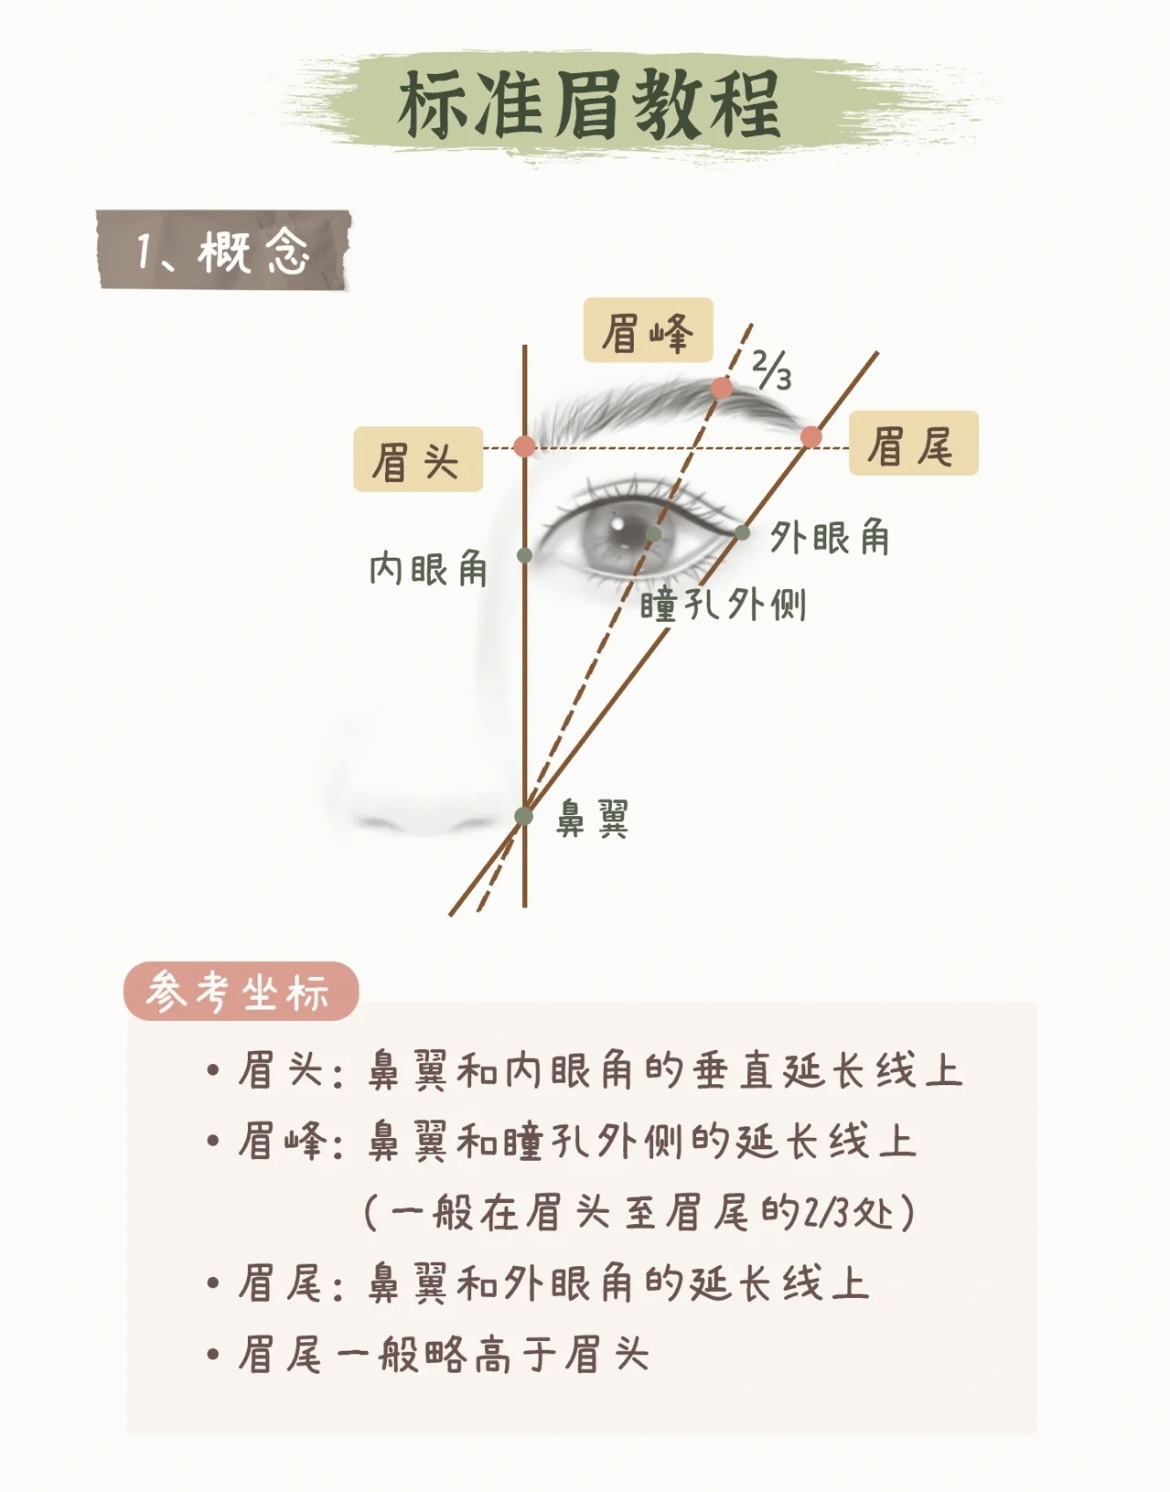 标准眉教程
1、概念
眉峰
2/3
眉头
眉尾
内眼角
外眼角
瞳孔外侧
鼻翼
参考坐标
• 眉头：鼻翼和内眼角的垂直延长线上
• 眉峰：鼻翼和瞳孔外侧的延长线上
（一般在眉头至眉尾的2/3处）
• 眉尾：鼻翼和外眼角的延长线上
• 眉尾一般略高于眉头